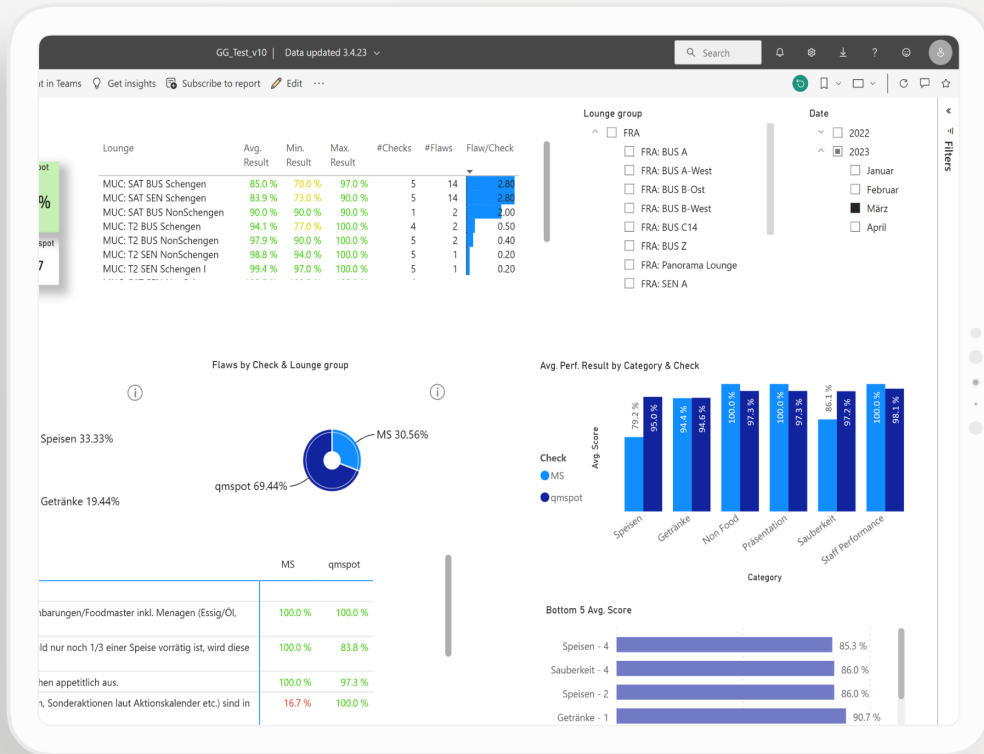 GG_Test_v10 | Data updated 3.4.23
Search
?
nt in Teams Get insights Subscribe to report Edit ...
Lounge group
Date
FRA
FRA: BUS A
FRA: BUS A-West
FRA: BUS B-Ost
FRA: BUS B-West
FRA: BUS C14
FRA: BUS Z
FRA: Panorama Lounge
FRA: SEN A
2022
2023
Januar
Februar
März
April
Filters
pot
%
spot
7
Lounge Avg. Result Min. Result Max. Result #Checks #Flaws Flaw/Check
MUC: SAT BUS Schengen 85.0 % 70.0 % 97.0 % 5 14 2.80
MUC: SAT SEN Schengen 83.9 % 73.0 % 90.0 % 5 14 2.80
MUC: SAT BUS NonSchengen 90.0 % 90.0 % 90.0 % 1 2 2.00
MUC: T2 BUS Schengen 94.1 % 77.0 % 100.0 % 4 2 0.50
MUC: T2 BUS NonSchengen 97.9 % 90.0 % 100.0 % 5 2 0.40
MUC: T2 SEN NonSchengen 98.8 % 94.0 % 100.0 % 5 1 0.20
MUC: T2 SEN Schengen I 99.4 % 97.0 % 100.0 % 5 1 0.20
Flaws by Check & Lounge group
Speisen 33.33%
Getränke 19.44%
MS 30.56%
qmspot 69.44%
Avg. Perf. Result by Category & Check
Check
MS
qmspot
Avg. Score
79.2 %
95.0 %
94.4 %
94.6 %
100.0 %
97.3 %
100.0 %
97.3 %
86.1 %
97.2 %
100.0 %
98.1 %
Speisen
Getränke
Non Food
Präsentation
Sauberkeit
Staff Performance
Category
MS qmspot
nbarungen/Foodmaster inkl. Menagen (Essig/Öl, 100.0 % 100.0 %
ld nur noch 1/3 einer Speise vorrätig ist, wird diese 100.0 % 83.8 %
hen appetitlich aus. 100.0 % 97.3 %
n, Sonderaktionen laut Aktionskalender etc.) sind in 16.7 % 100.0 %
Bottom 5 Avg. Score
Speisen - 4 85.3 %
Sauberkeit - 4 86.0 %
Speisen - 2 86.0 %
Getränke - 1 90.7 %